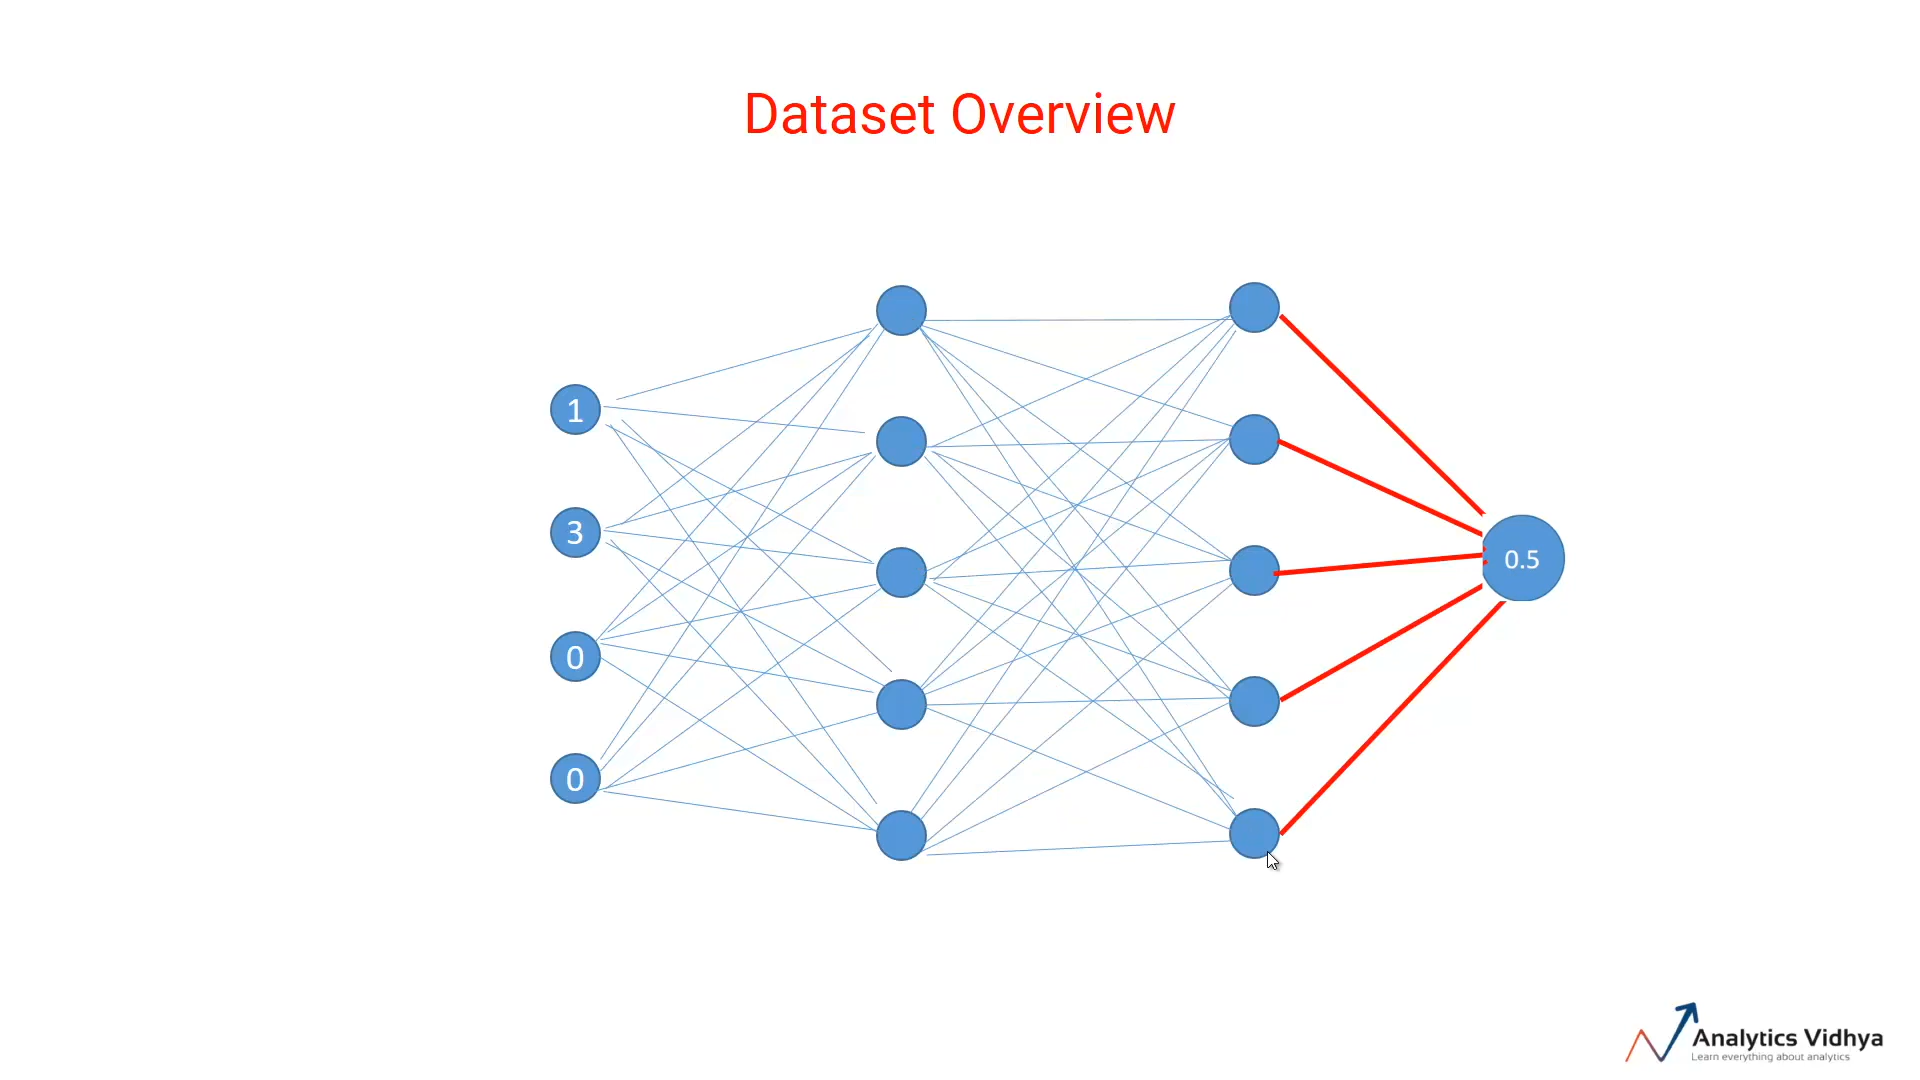 Dataset Overview
1
3
0
0
0.5
Analytics Vidhya
Learn everything about analytics